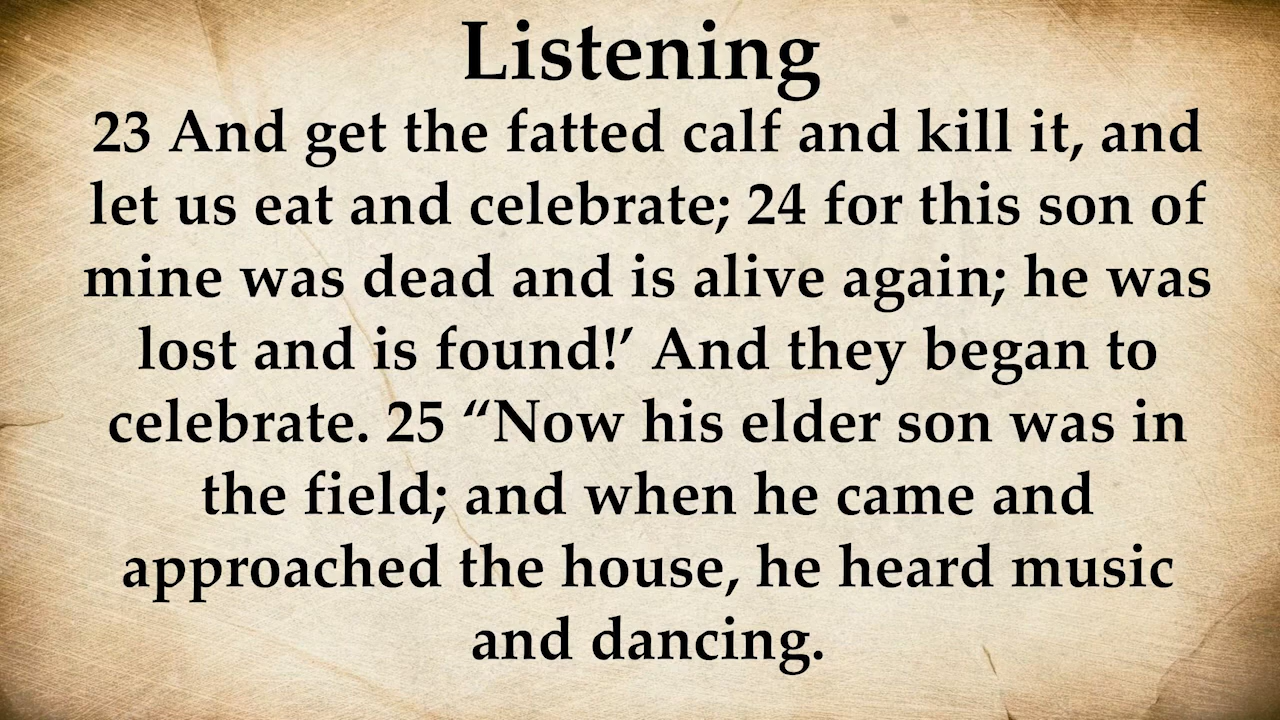 Listening
23 And get the fatted calf and kill it, and
let us eat and celebrate; 24 for this son of
mine was dead and is alive again; he was
lost and is found!’ And they began to
celebrate. 25 “Now his elder son was in
the field; and when he came and
approached the house, he heard music
and dancing.